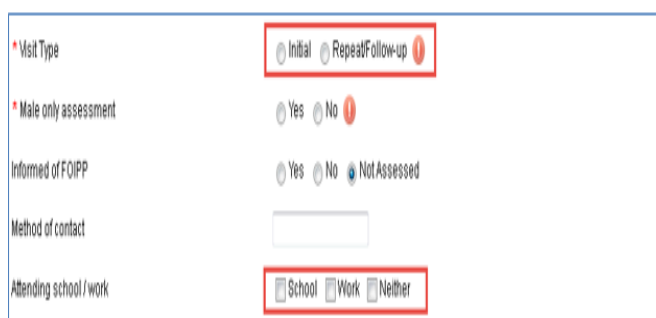 * Visit Type Initial Repeat/Follow-up !
* Male only assessment Yes No !
Informed of FOIPP Yes No Not Assessed
Method of contact
Attending school / work School Work Neither